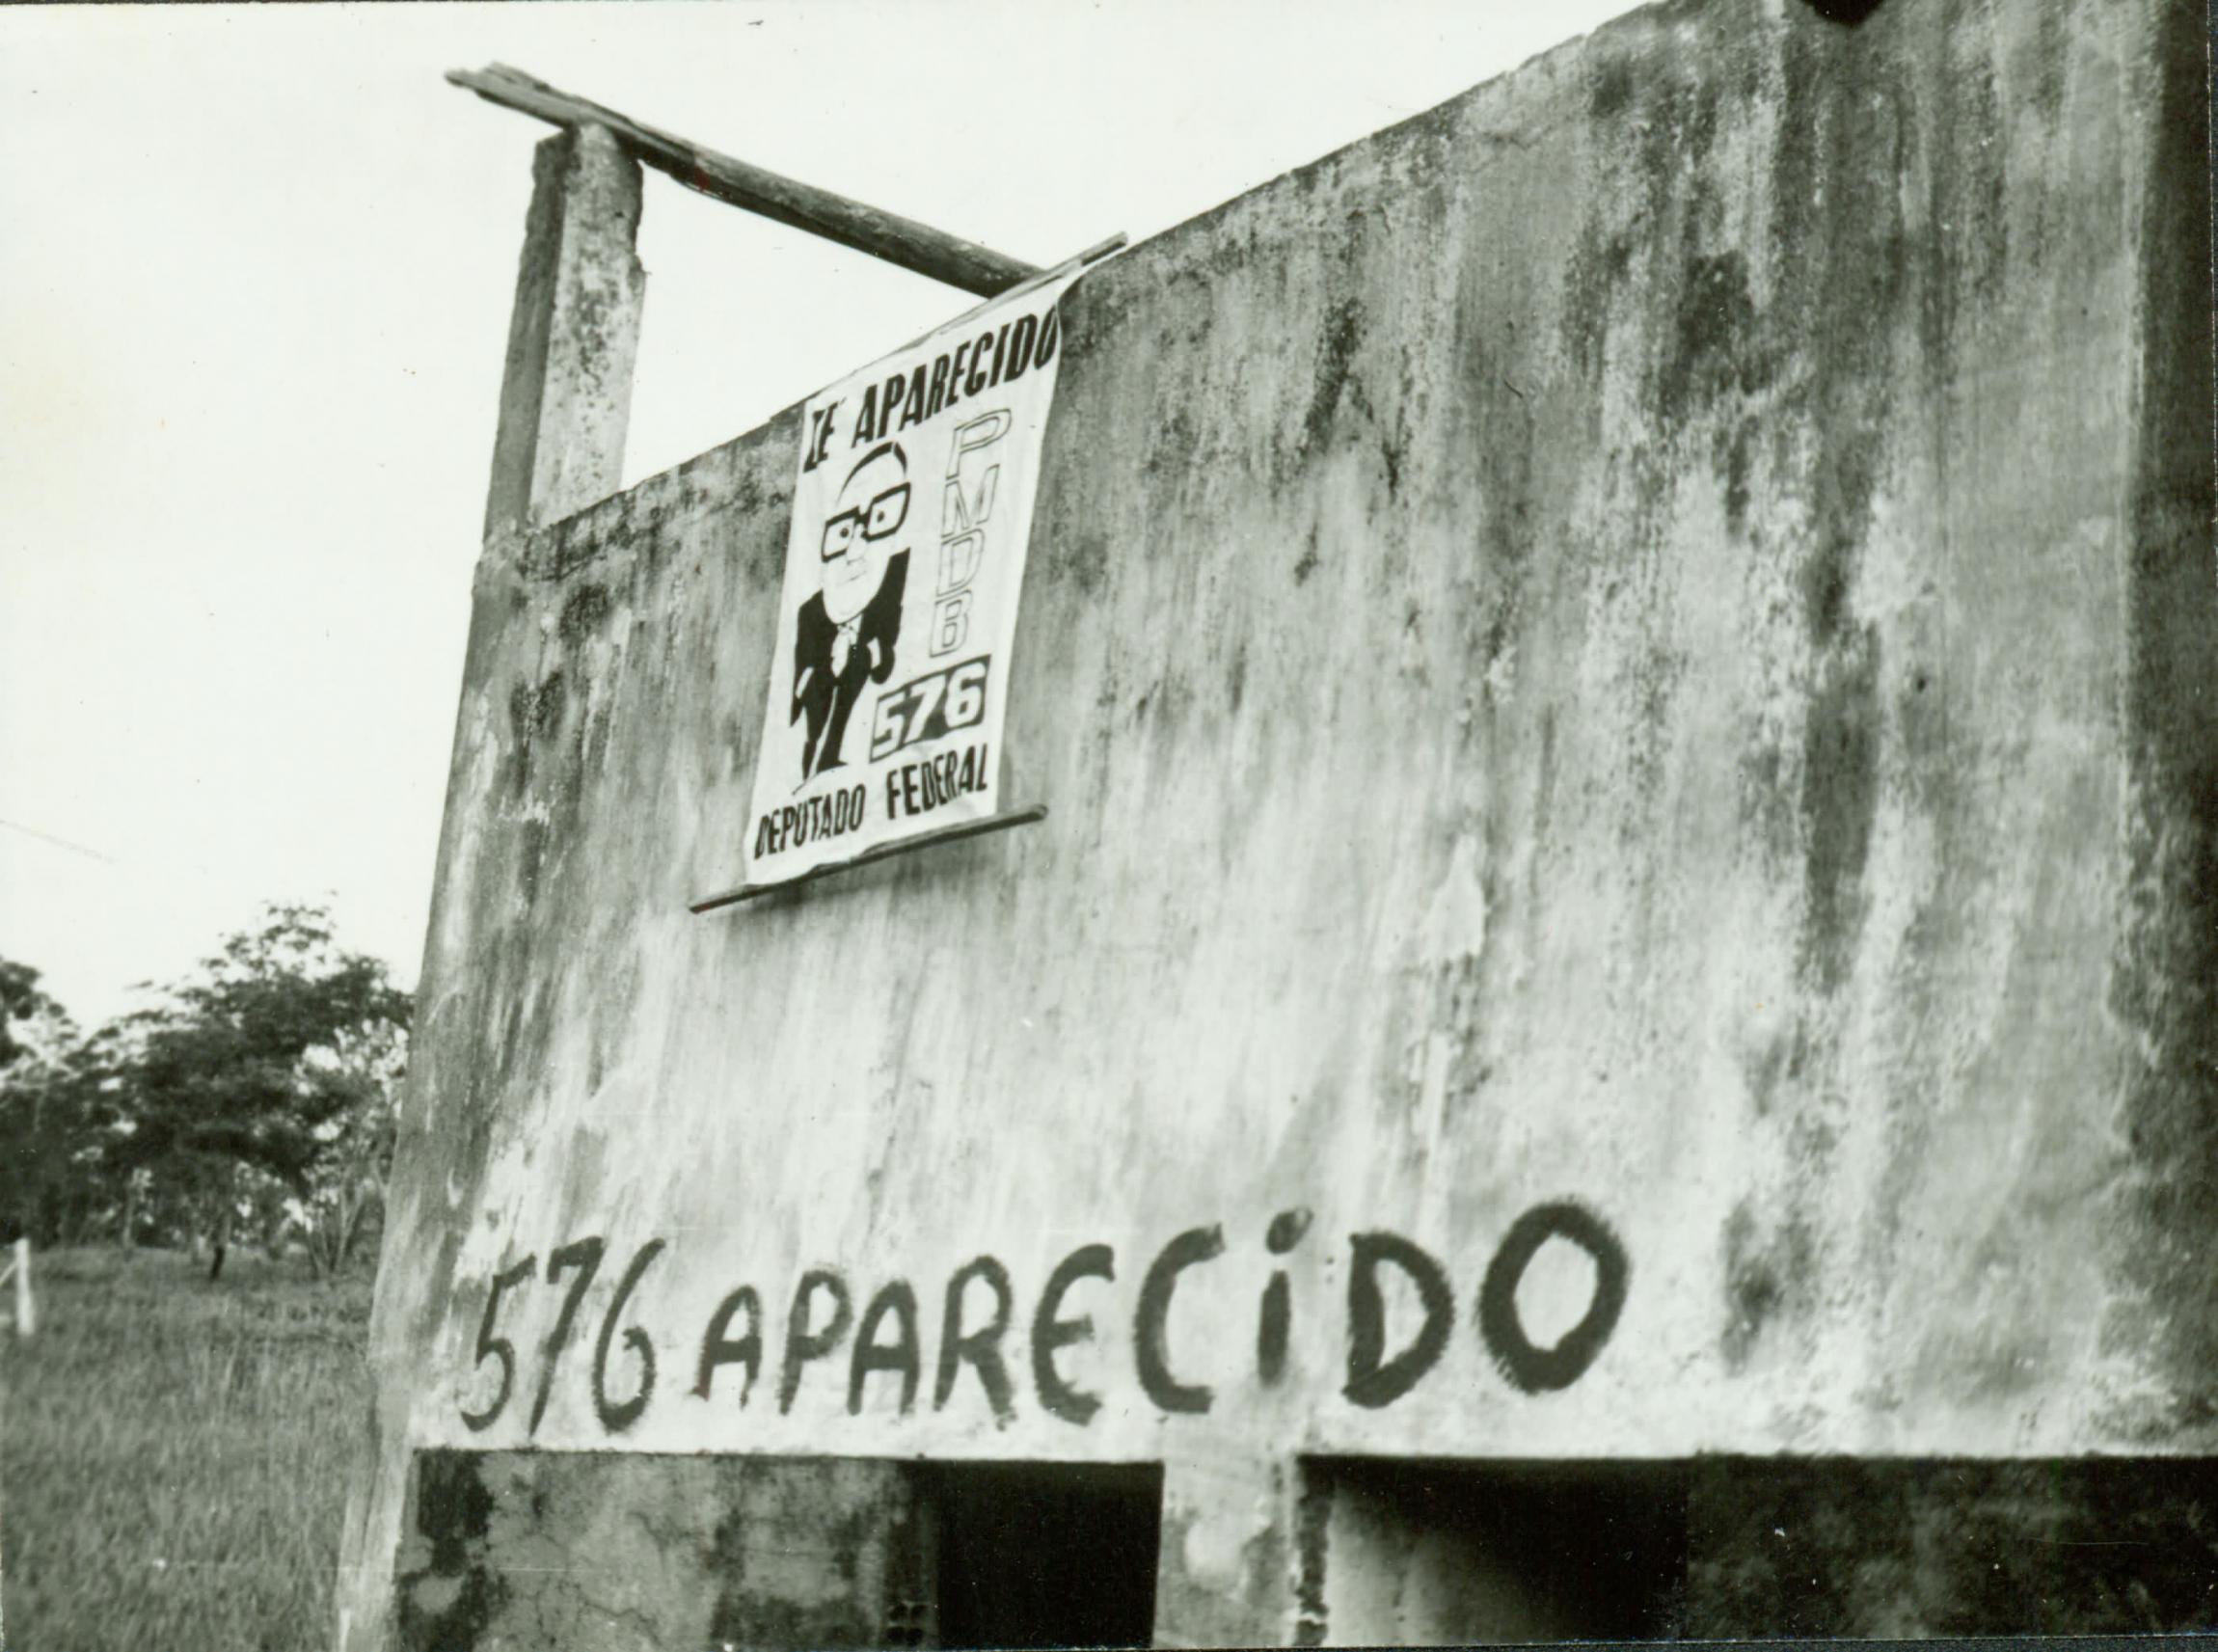 ZÉ APARECIDO
PMDB
576
DEPUTADO FEDERAL
576 APARECiDO